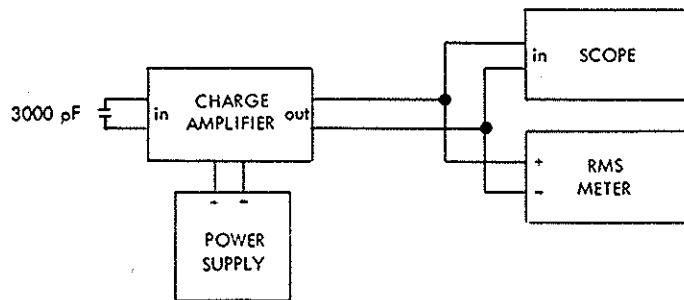 3000 pF
in
CHARGE
AMPLIFIER
out
+ -
POWER
SUPPLY
in
SCOPE
+
-
RMS
METER